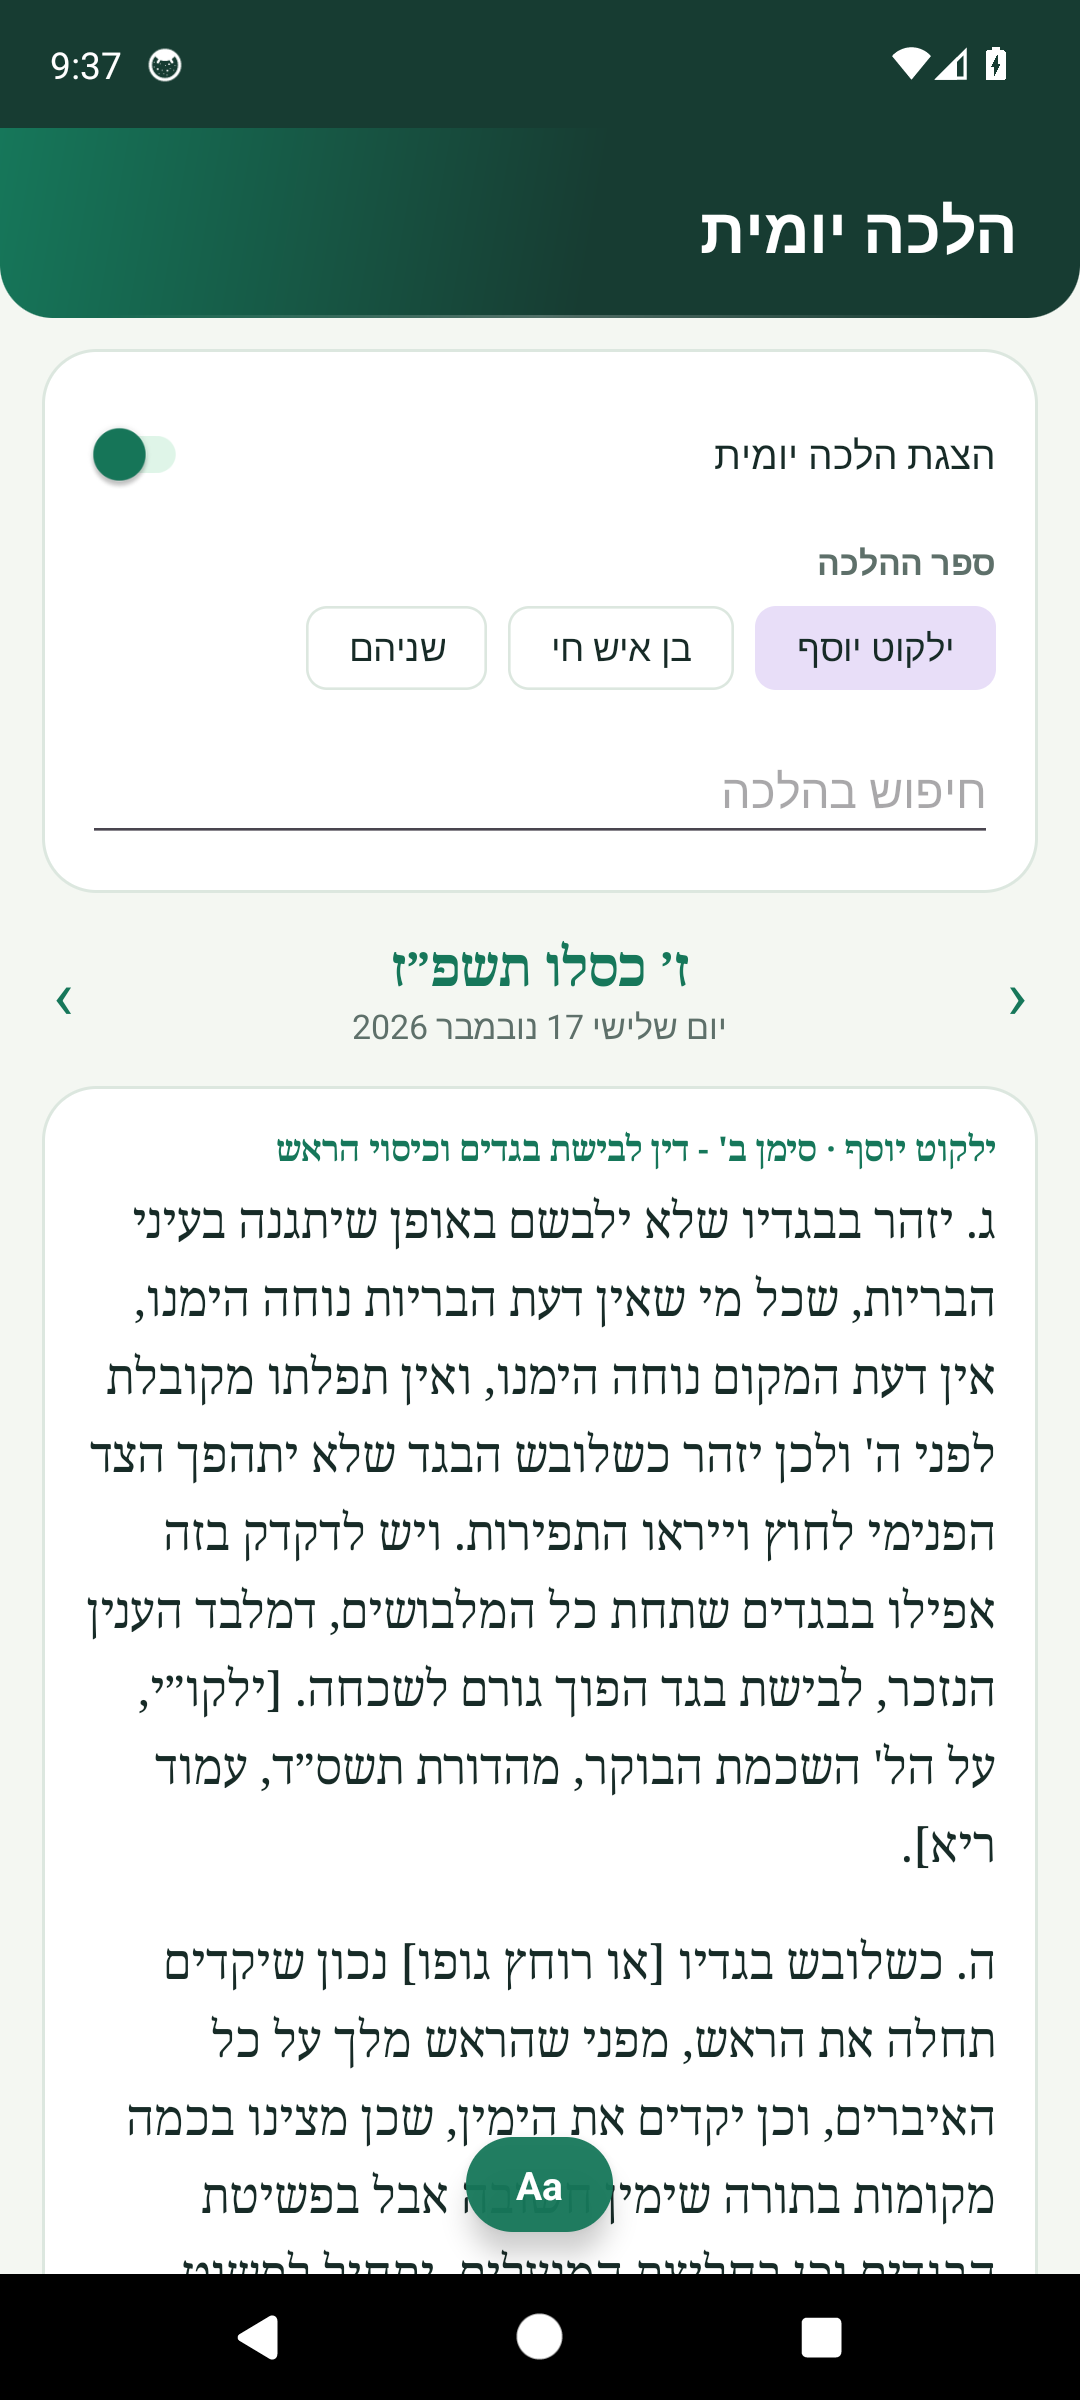 9:37
הלכה יומית
הצגת הלכה יומית
ספר ההלכה
ילקוט יוסף
בן איש חי
שניהם
חיפוש בהלכה
ז׳ כסלו תשפ״ז
יום שלישי 17 נובמבר 2026
ילקוט יוסף · סימן ב' - דין לבישת בגדים וכיסוי הראש
ג. יזהר בבגדיו שלא ילבשם באופן שיתגנה בעיני
הבריות, שכל מי שאין דעת הבריות נוחה הימנו,
אין דעת המקום נוחה הימנו, ואין תפלתו מקובלת
לפני ה' ולכן יזהר כשלובש הבגד שלא יתהפך הצד
הפנימי לחוץ וייראו התפירות. ויש לדקדק בזה
אפילו בבגדים שתחת כל המלבושים, דמלבד הענין
הנזכר, לבישת בגד הפוך גורם לשכחה. [ילקו״י,
על הל' השכמת הבוקר, מהדורת תשס״ד, עמוד
ריא].
ה. כשלובש בגדיו [או רוחץ גופו] נכון שיקדים
תחלה את הראש, מפני שהראש מלך על כל
האיברים, וכן יקדים את הימין, שכן מצינו בכמה
מקומות בתורה שימין חשובה אבל בפשיטת
Aa